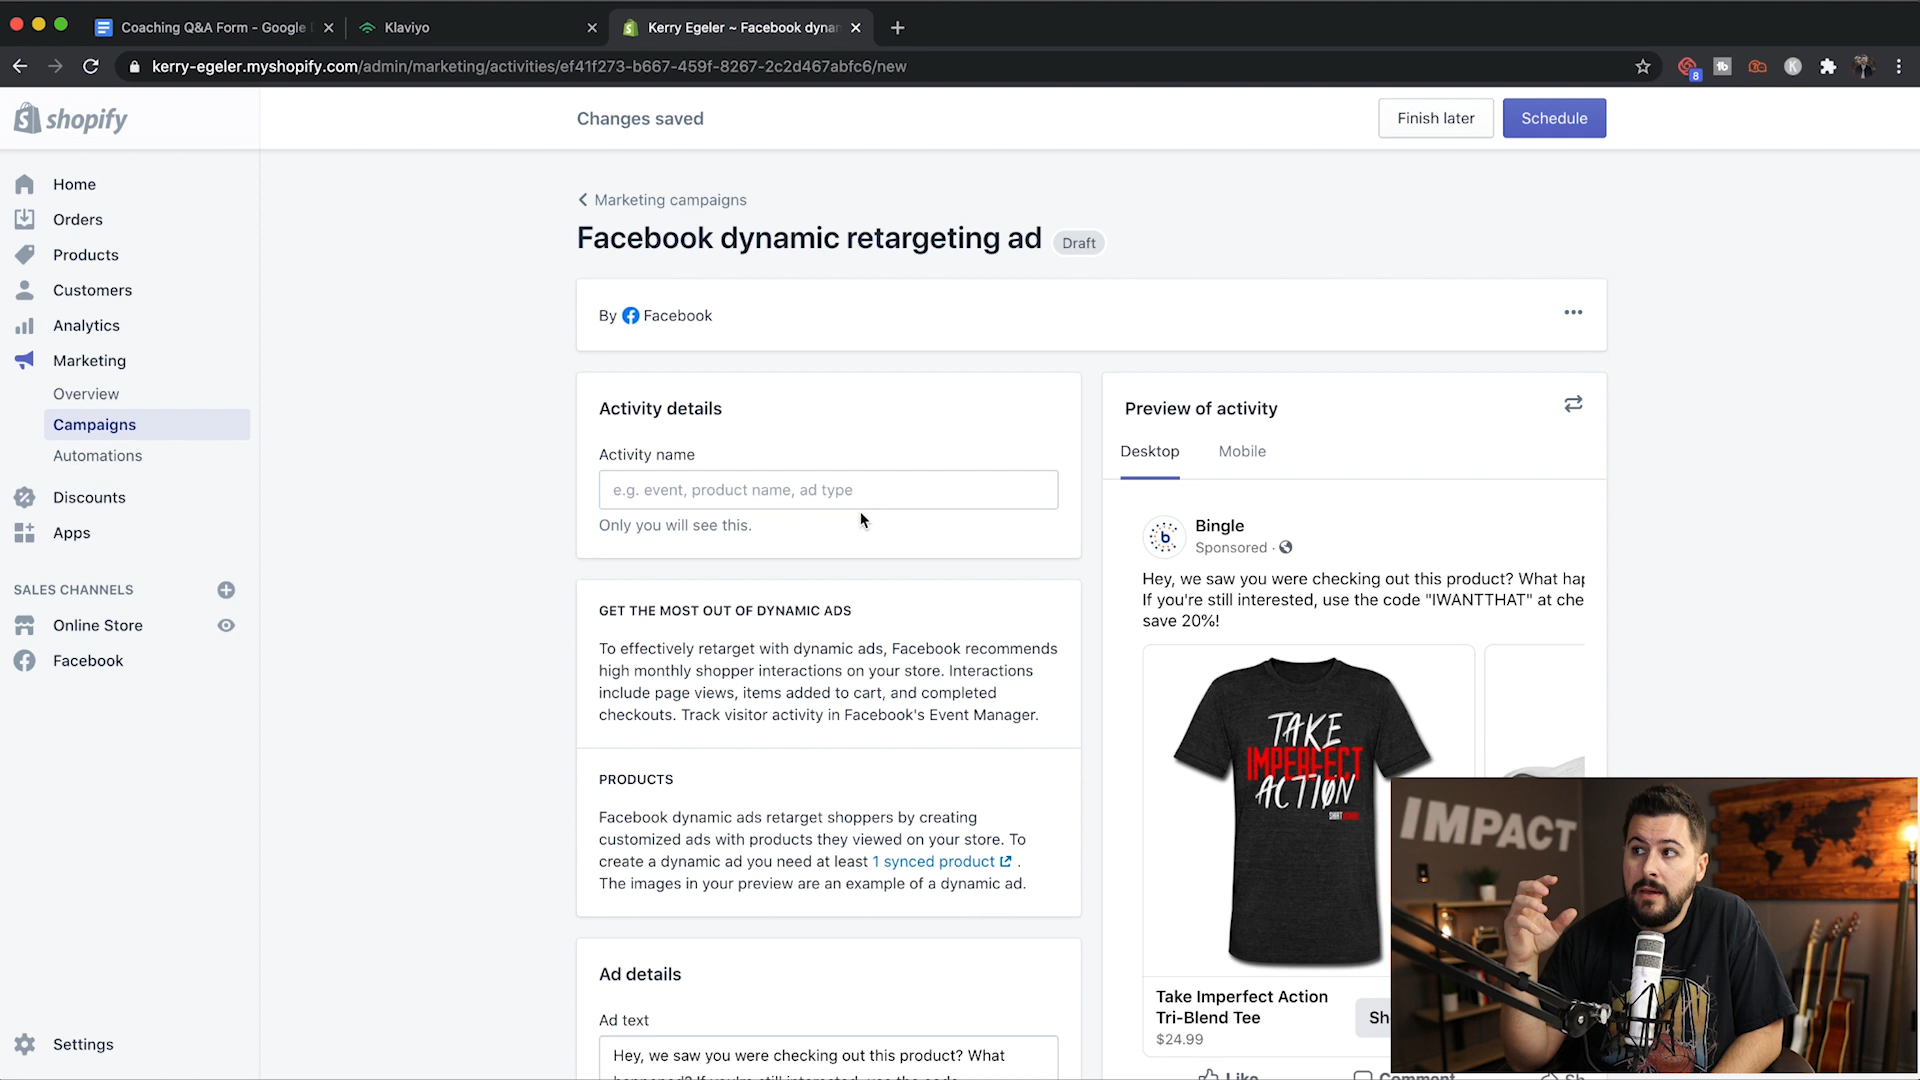 Coaching Q&A Form - Google
Klaviyo
Kerry Egeler ~ Facebook dynam
kerry-egeler.myshopify.com/admin/marketing/activities/ef41f273-b667-459f-8267-2c2d467abfc6/new
8
tb
K
shopify
Changes saved
Finish later
Schedule
Home
Orders
Products
Customers
Analytics
Marketing
Overview
Campaigns
Automations
Discounts
Apps
SALES CHANNELS
Online Store
Facebook
Settings
Marketing campaigns
Facebook dynamic retargeting ad
Draft
By Facebook
Activity details
Activity name
e.g. event, product name, ad type
Only you will see this.
GET THE MOST OUT OF DYNAMIC ADS
To effectively retarget with dynamic ads, Facebook recommends
high monthly shopper interactions on your store. Interactions
include page views, items added to cart, and completed
checkouts. Track visitor activity in Facebook's Event Manager.
PRODUCTS
Facebook dynamic ads retarget shoppers by creating
customized ads with products they viewed on your store. To
create a dynamic ad you need at least 1 synced product .
The images in your preview are an example of a dynamic ad.
Ad details
Ad text
Hey, we saw you were checking out this product? What
Preview of activity
Desktop
Mobile
b
Bingle
Sponsored ·
Hey, we saw you were checking out this product? What hap
If you're still interested, use the code "IWANTTHAT" at che
save 20%!
TAKE
IMPERFECT
ACTION
Take Imperfect Action
Tri-Blend Tee
$24.99
Sh
Like
Comment
Sh
IMPACT